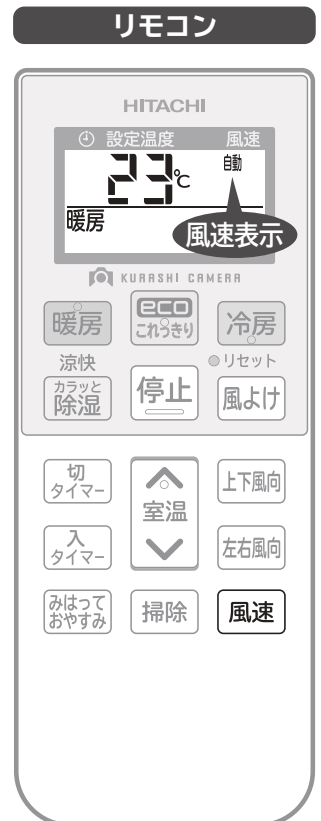 リモコン
HITACHI
設定温度 風速
23℃ 自動
暖房
風速表示
KURASHI CAMERA
暖房 eco これっきり 冷房
涼快 リセット
カラッと除湿 停止 風よけ
切タイマー 室温 上下風向
入タイマー 左右風向
みはっておやすみ 掃除 風速